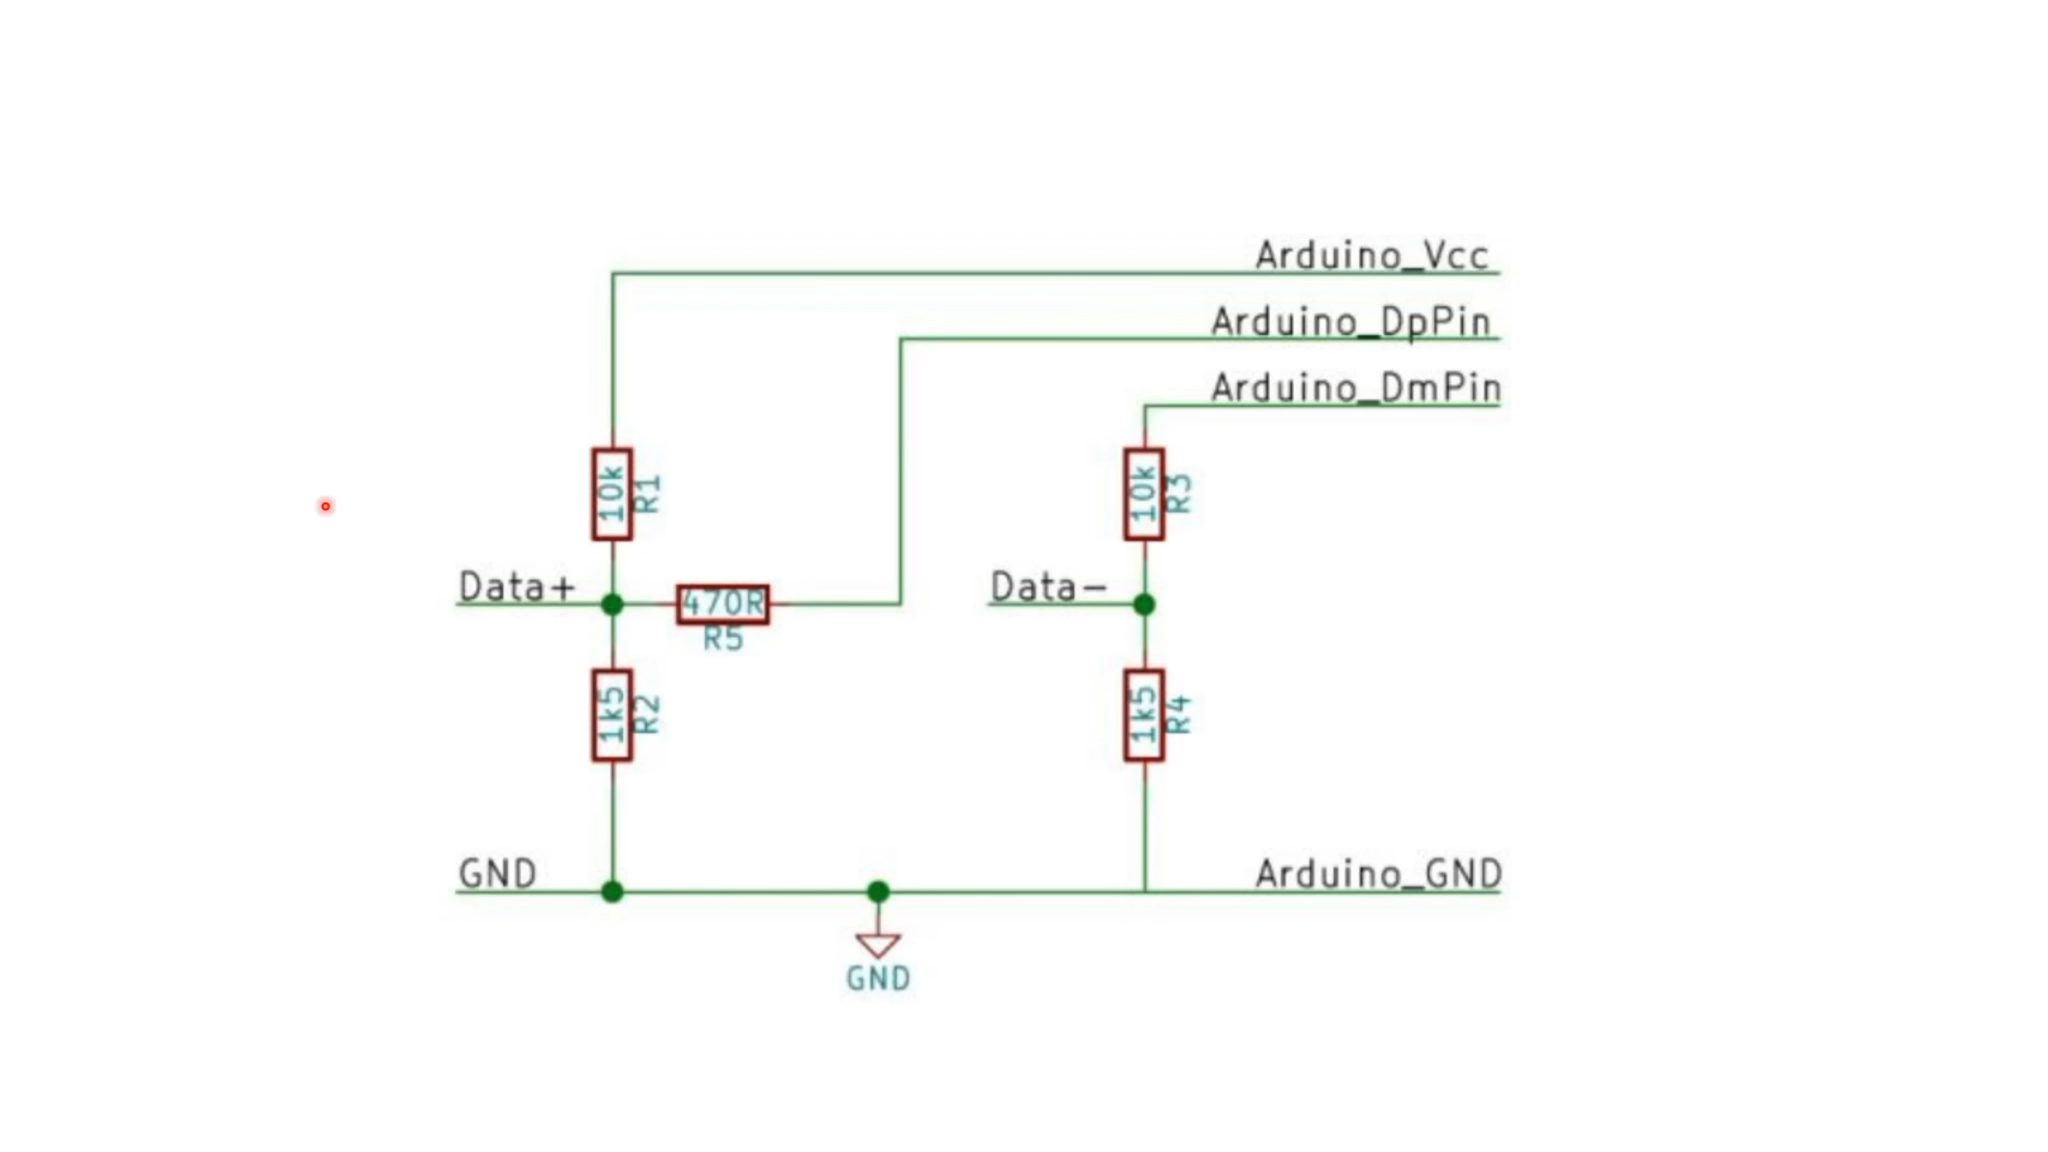 Arduino_Vcc
Arduino_DpPin
Arduino_DmPin
10k
R1
10k
R3
Data+
470R
R5
Data-
1k5
R2
1k5
R4
GND
Arduino_GND
GND